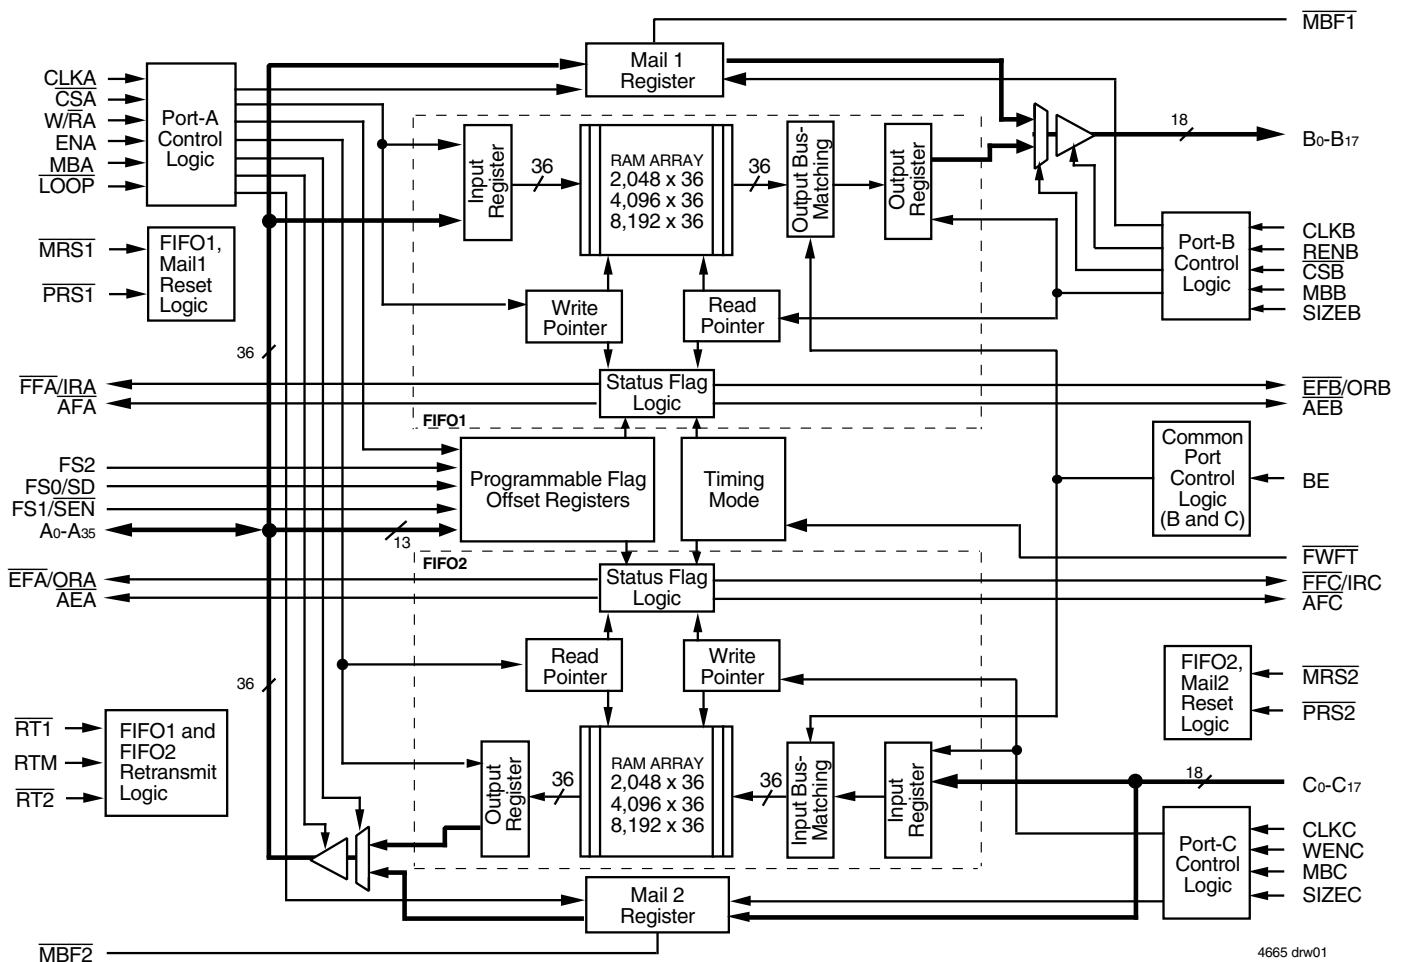 MBF1
Mail 1
Register
CLKA
CSA
W/RA
ENA
MBA
LOOP
Port-A
Control
Logic
36
36
18
B0-B17
Input
Register
RAM ARRAY
2,048 x 36
4,096 x 36
8,192 x 36
Output Bus-
Matching
Output
Register
MRS1
PRS1
FIFO1,
Mail1
Reset
Logic
Port-B
Control
Logic
CLKB
RENB
CSB
MBB
SIZEB
Write
Pointer
Read
Pointer
36
FFA/IRA
AFA
Status Flag
Logic
EFB/ORB
AEB
FIFO1
FS2
FS0/SD
FS1/SEN
A0-A35
Programmable Flag
Offset Registers
Timing
Mode
Common
Port
Control
Logic
(B and C)
BE
13
FIFO2
FWFT
EFA/ORA
AEA
Status Flag
Logic
FFC/IRC
AFC
Read
Pointer
Write
Pointer
36
FIFO2,
Mail2
Reset
Logic
MRS2
PRS2
RT1
RTM
RT2
FIFO1 and
FIFO2
Retransmit
Logic
Output
Register
36
RAM ARRAY
2,048 x 36
4,096 x 36
8,192 x 36
36
Input Bus-
Matching
Input
Register
18
C0-C17
Port-C
Control
Logic
CLKC
WENC
MBC
SIZEC
Mail 2
Register
MBF2
4665 drw01